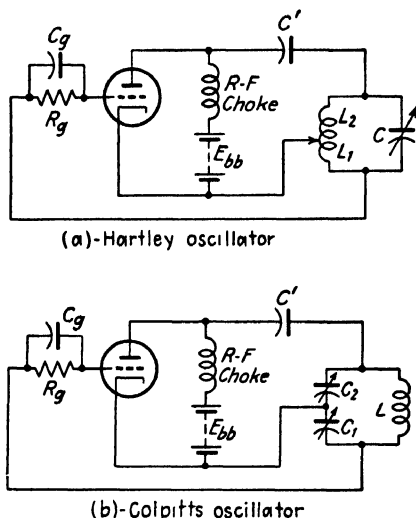 Cg
Rg
R-F
Choke
Ebb
C'
L2
L1
C
(a)-Hartley oscillator
Cg
Rg
R-F
Choke
Ebb
C'
C2
C1
L
(b)-Colpitts oscillator